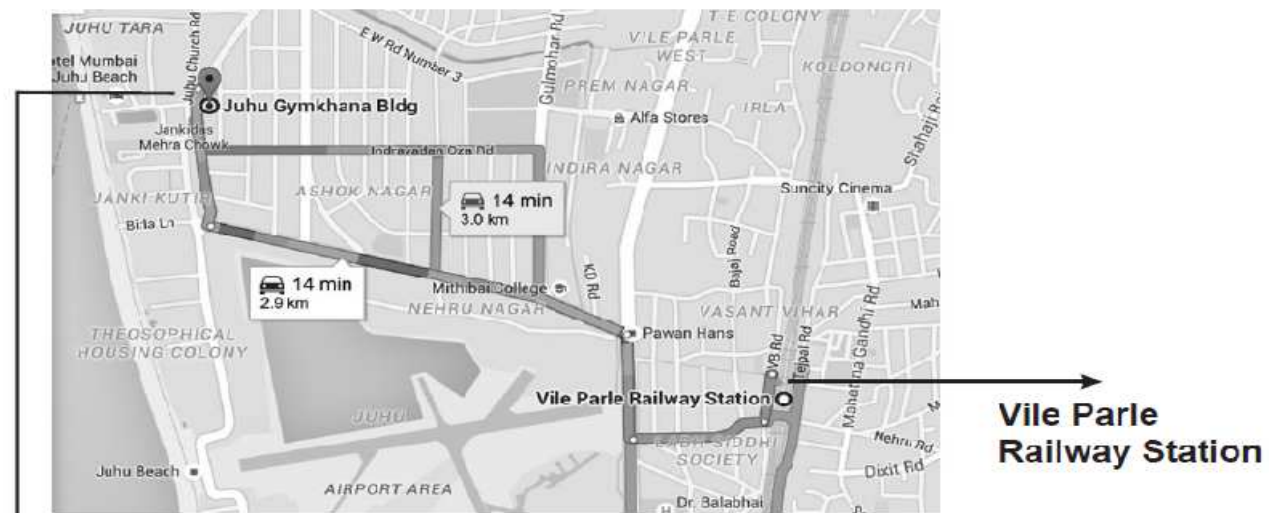 JUHU TARA
T E COLONY
E W Rd Number 3
VILE PARLE
WEST
KOLDONGRI
tel Mumbai
Juhu Beach
Juhu Church Rd
Gulmohar Rd
PREM NAGAR
Shahaji
Juhu Gymkhana Bldg
IRLA
Alfa Stores
Jankidas
Mehra Chowk
Indravadan Oza Rd
INDIRA NAGAR
ASHOK NAGAR
Suncity Cinema
JANKI KUTIR
14 min
3.0 km
Birla Ln
Bajaj Road
KD Rd
14 min
2.9 km
Mithibai College
NEHRU NAGAR
VASANT VIHAR
Mah
THEOSOPHICAL
HOUSING COLONY
Pawan Hans
VB Rd
Tejpal Rd
Mahatma Gandhi Rd
Vile Parle Railway Station
Vile Parle
Railway Station
JUHU
LABH SIDDHI
SOCIETY
Nehru Rd
Dixit Rd
Juhu Beach
AIRPORT AREA
Dr. Balabhai
H